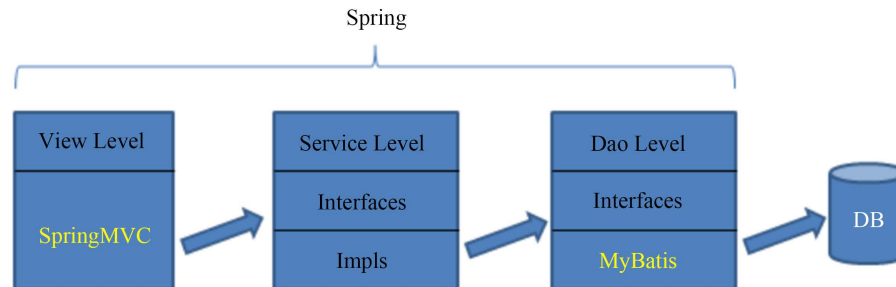 Spring
View Level
SpringMVC
Service Level
Interfaces
Impls
Dao Level
Interfaces
MyBatis
DB